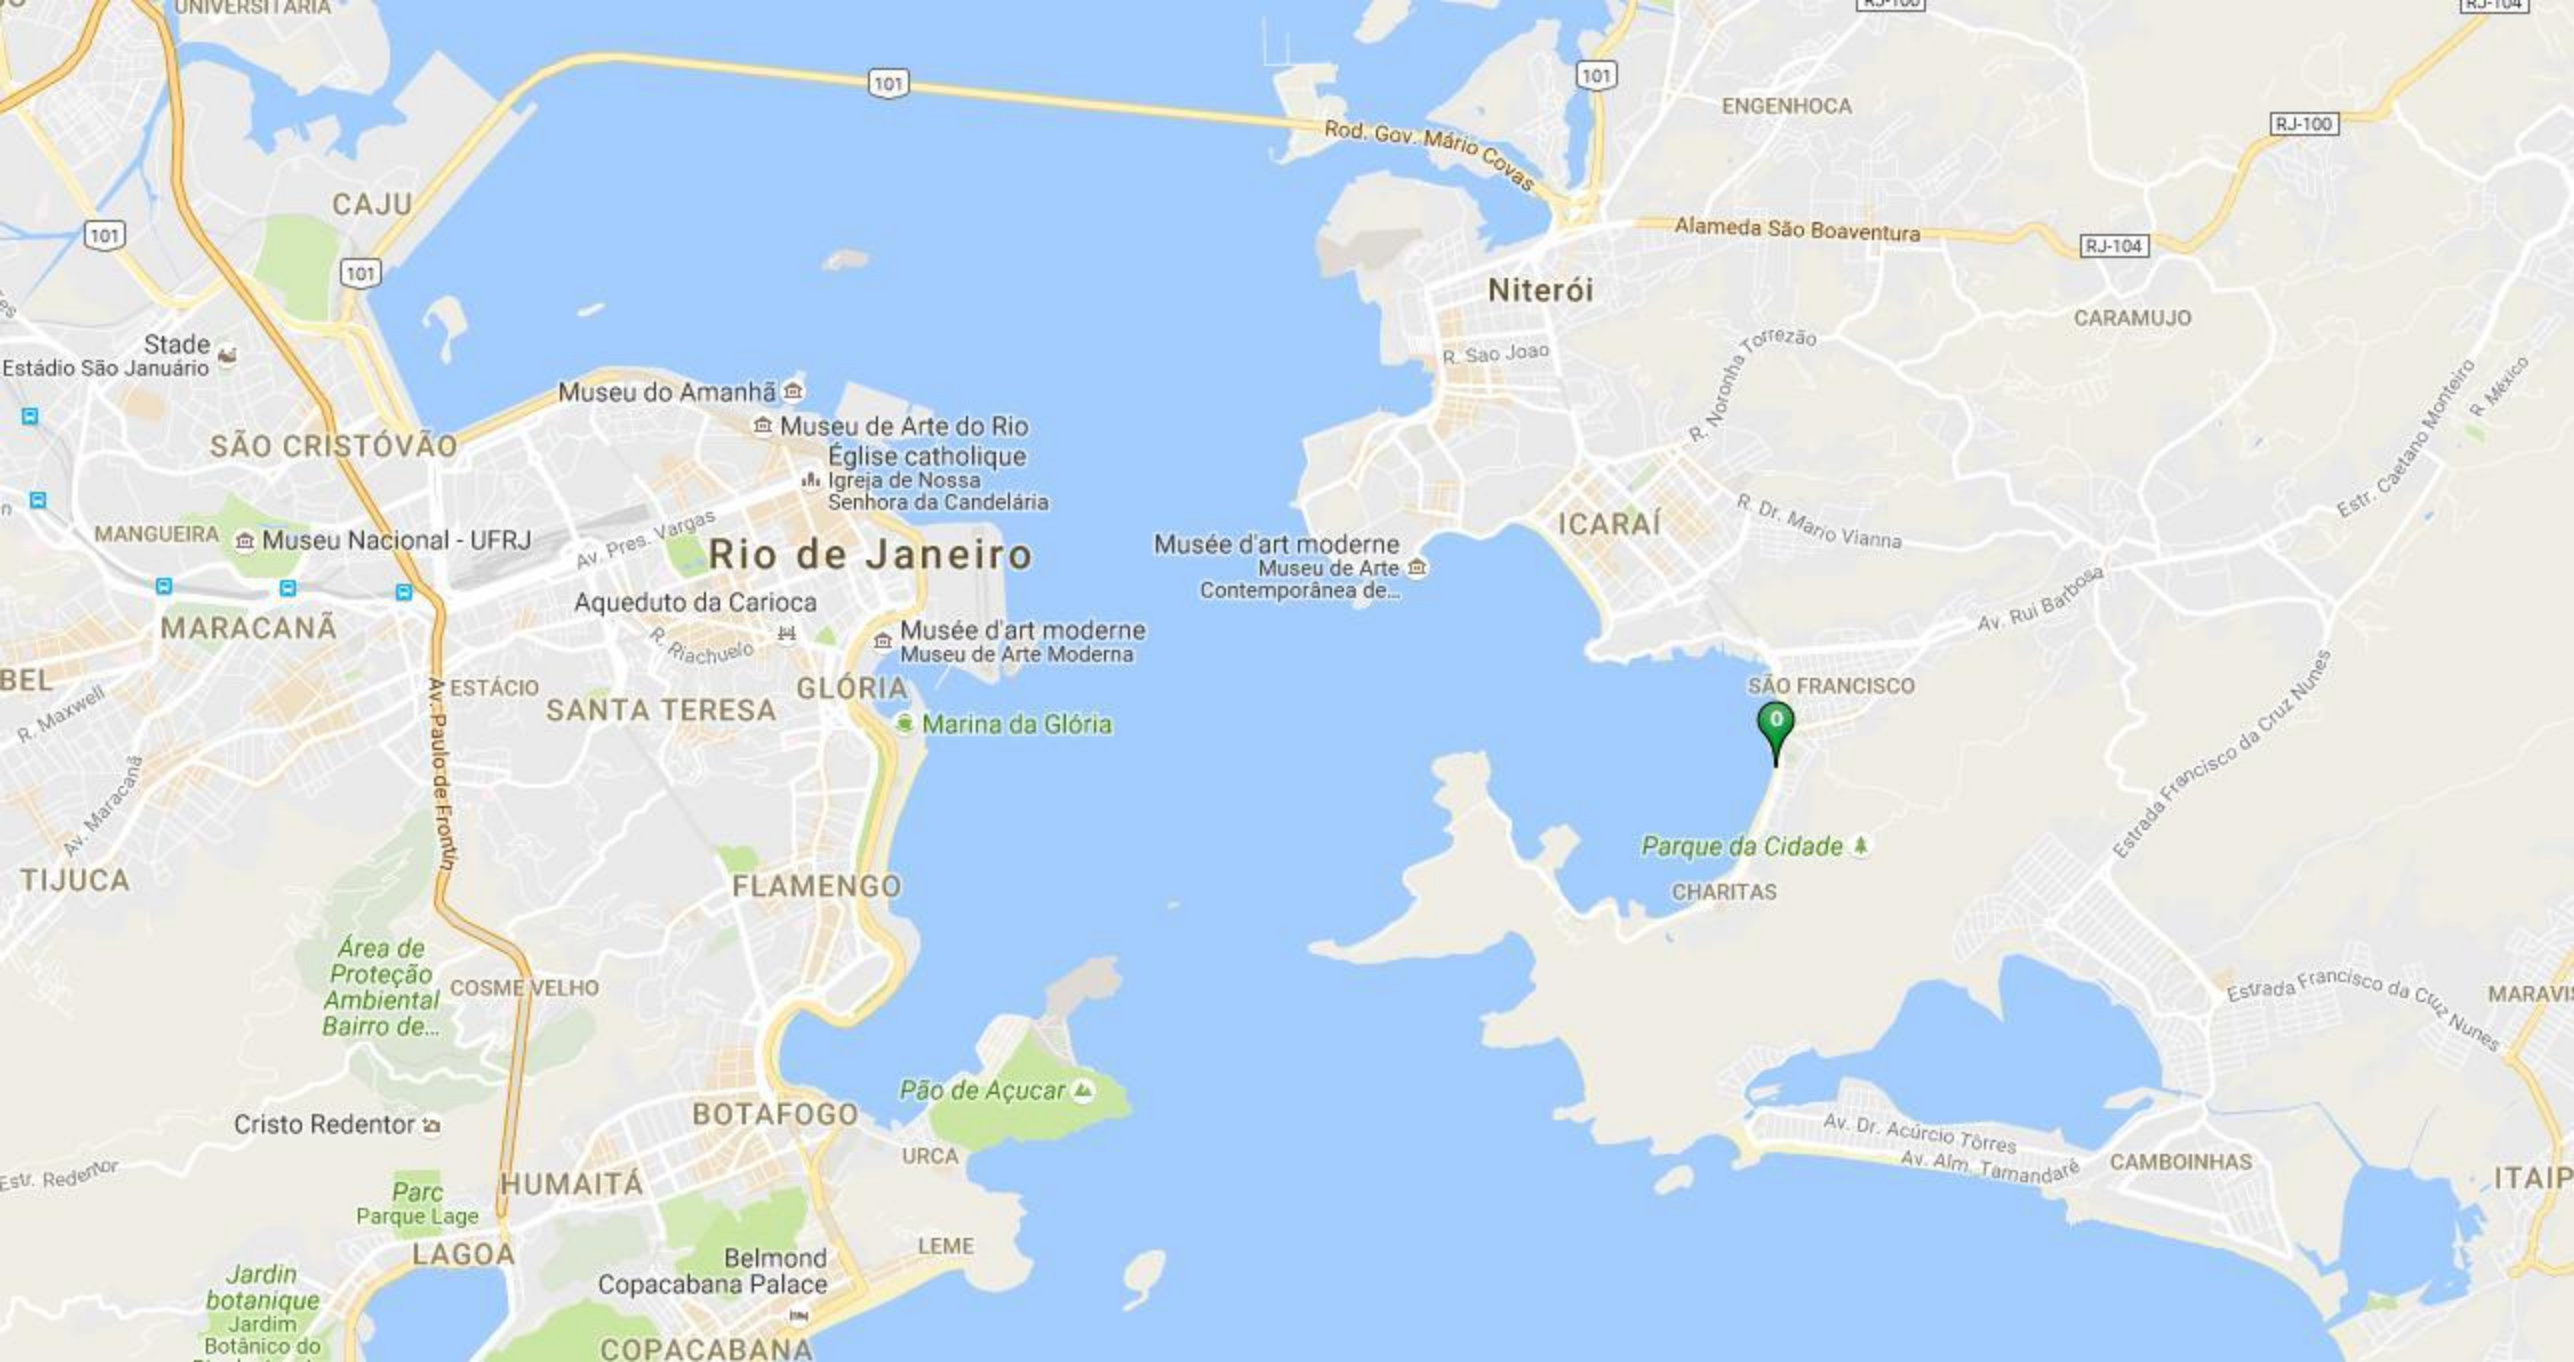 UNIVERSITÁRIA
RJ-100
RJ-104
101
101
ENGENHOCA
RJ-100
Rod. Gov. Mário Covas
CAJU
101
101
Alameda São Boaventura
RJ-104
Niterói
CARAMUJO
Stade
Estádio São Januário
R. Sao Joao
R. Noronha Torrezão
Estr. Caetano Monteiro
R. México
Museu do Amanhã
Museu de Arte do Rio
SÃO CRISTÓVÃO
Église catholique
Igreja de Nossa
Senhora da Candelária
MANGUEIRA
Museu Nacional - UFRJ
Av. Pres. Vargas
Rio de Janeiro
Musée d'art moderne
Museu de Arte
Contemporânea de...
ICARAÍ
R. Dr. Mario Vianna
Av. Rui Barbosa
Aqueduto da Carioca
MARACANÃ
R. Riachuelo
Musée d'art moderne
Museu de Arte Moderna
BEL
R. Maxwell
ESTÁCIO
SANTA TERESA
GLÓRIA
Marina da Glória
SÃO FRANCISCO
0
Estrada Francisco da Cruz Nunes
Av. Paulo de Frontin
Av. Maracanã
TIJUCA
FLAMENGO
Parque da Cidade
CHARITAS
Área de
Proteção
Ambiental
Bairro de...
COSME VELHO
Estrada Francisco da Cruz Nunes
MARAVI
Pão de Açucar
Cristo Redentor
BOTAFOGO
URCA
Av. Dr. Acúrcio Tôrres
Av. Alm. Tamandaré
CAMBOINHAS
ITAIP
Estr. Redentor
HUMAITÁ
Parc
Parque Lage
LAGOA
LEME
Belmond
Copacabana Palace
Jardin
botanique
Jardim
Botânico do
COPACABANA